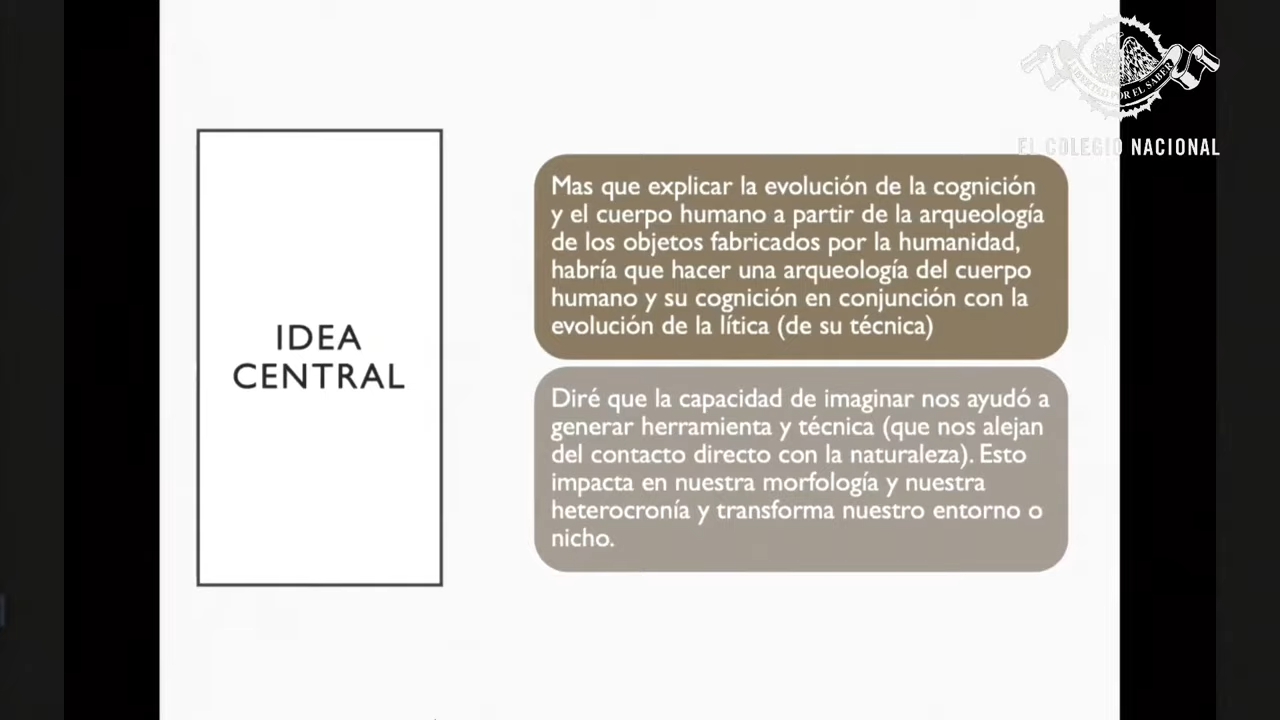 LIBERTAD POR EL SABER
EL COLEGIO NACIONAL
IDEA
CENTRAL
Mas que explicar la evolución de la cognición
y el cuerpo humano a partir de la arqueología
de los objetos fabricados por la humanidad,
habría que hacer una arqueología del cuerpo
humano y su cognición en conjunción con la
evolución de la lítica (de su técnica)
Diré que la capacidad de imaginar nos ayudó a
generar herramienta y técnica (que nos alejan
del contacto directo con la naturaleza). Esto
impacta en nuestra morfología y nuestra
heterocronía y transforma nuestro entorno o
nicho.